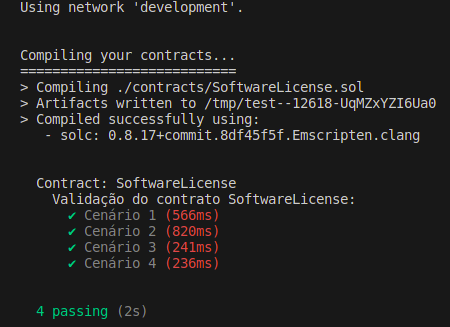 Using network 'development'.
Compiling your contracts...
===========================
> Compiling ./contracts/SoftwareLicense.sol
> Artifacts written to /tmp/test--12618-UqMZxYZI6Ua0
> Compiled successfully using:
- solc: 0.8.17+commit.8df45f5f.Emscripten.clang
Contract: SoftwareLicense
Validação do contrato SoftwareLicense:
✔ Cenário 1 (566ms)
✔ Cenário 2 (820ms)
✔ Cenário 3 (241ms)
✔ Cenário 4 (236ms)
4 passing (2s)